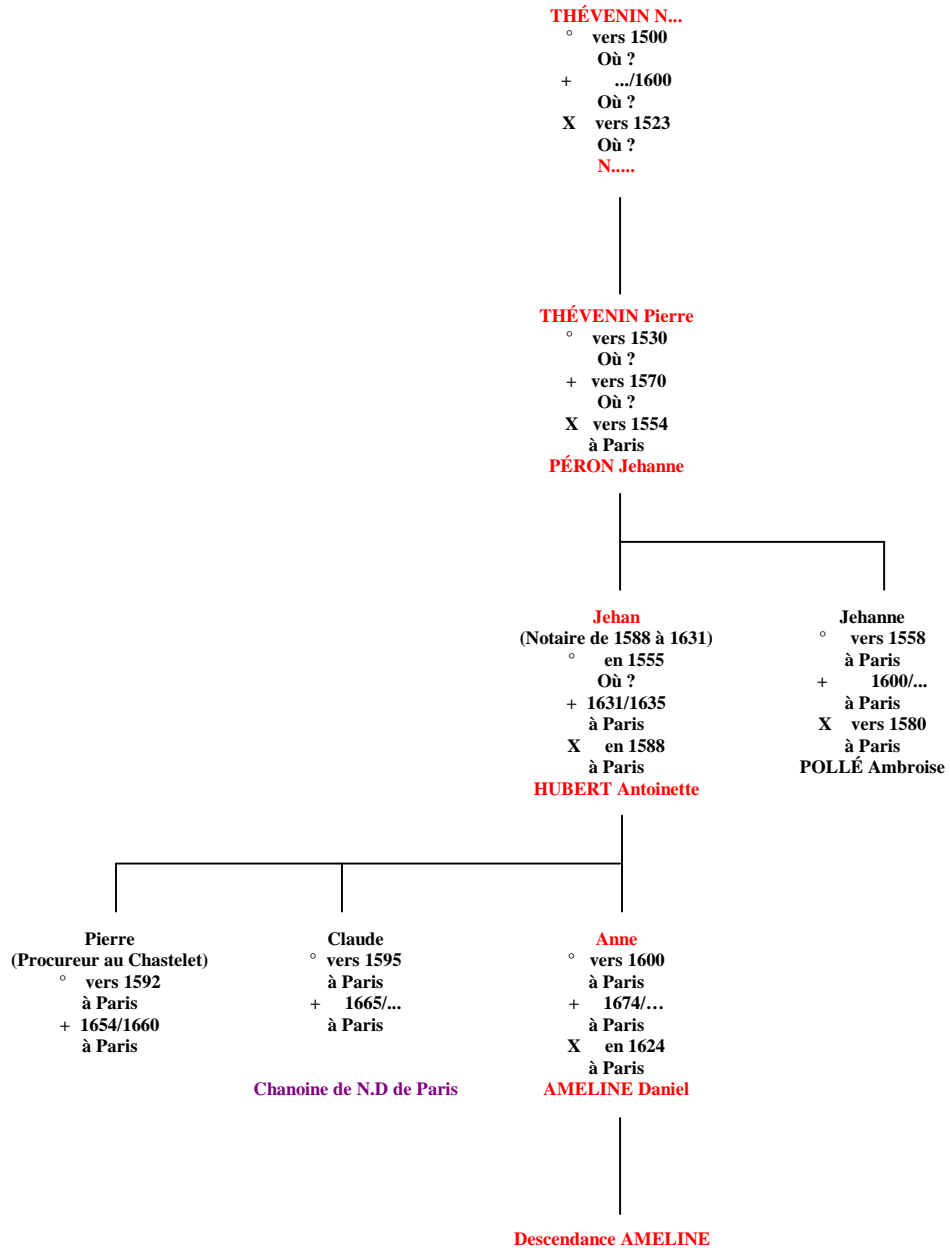 THÉVENIN N...
° vers 1500
Où ?
+ .../1600
Où ?
X vers 1523
Où ?
N.....
THÉVENIN Pierre
° vers 1530
Où ?
+ vers 1570
Où ?
X vers 1554
à Paris
PÉRON Jehanne
Jehan
(Notaire de 1588 à 1631)
° en 1555
Où ?
+ 1631/1635
à Paris
X en 1588
à Paris
HUBERT Antoinette
Jehanne
° vers 1558
à Paris
+ 1600/...
à Paris
X vers 1580
à Paris
POLLÉ Ambroise
Pierre
(Procureur au Chastelet)
° vers 1592
à Paris
+ 1654/1660
à Paris
Claude
° vers 1595
à Paris
+ 1665/...
à Paris
Chanoine de N.D de Paris
Anne
° vers 1600
à Paris
+ 1674/…
à Paris
X en 1624
à Paris
AMELINE Daniel
Descendance AMELINE